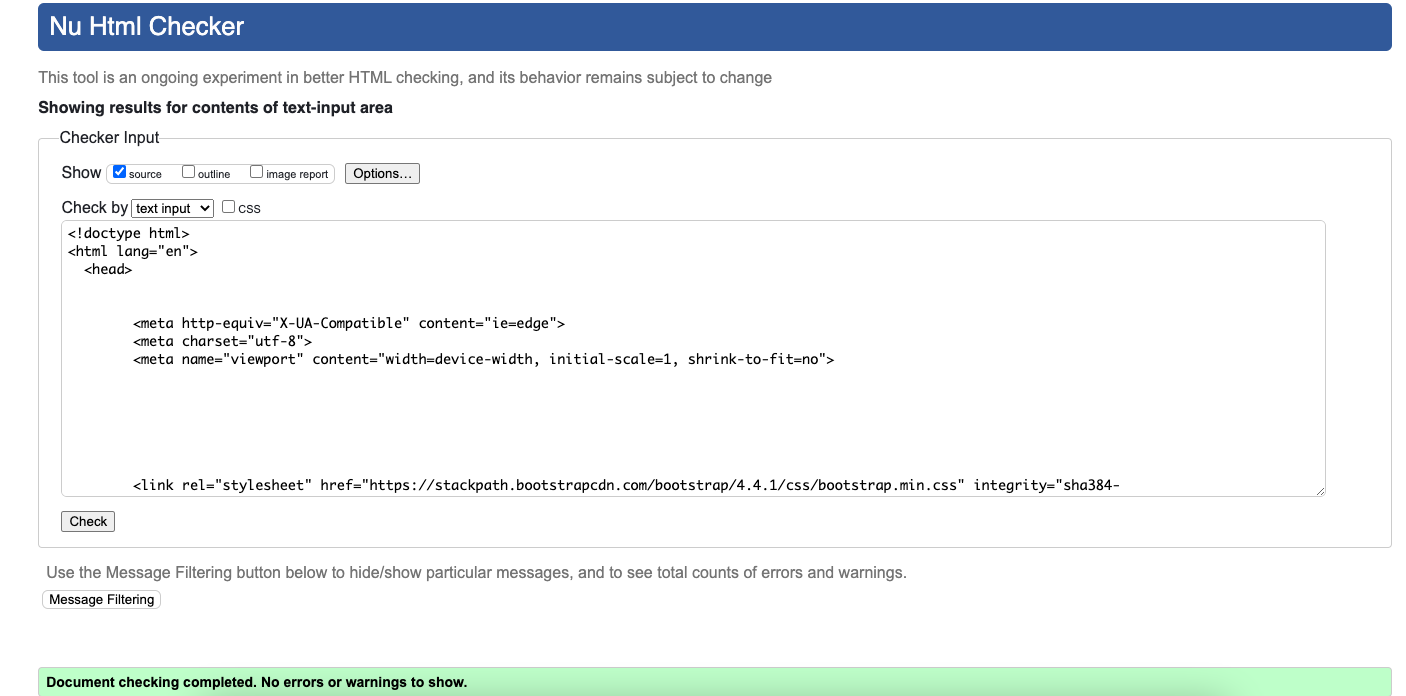 Nu Html Checker
This tool is an ongoing experiment in better HTML checking, and its behavior remains subject to change
Showing results for contents of text-input area
Checker Input
Show source outline image report Options...
Check by text input css
<!doctype html>
<html lang="en">
<head>
<meta http-equiv="X-UA-Compatible" content="ie=edge">
<meta charset="utf-8">
<meta name="viewport" content="width=device-width, initial-scale=1, shrink-to-fit=no">
<link rel="stylesheet" href="https://stackpath.bootstrapcdn.com/bootstrap/4.4.1/css/bootstrap.min.css" integrity="sha384-
Check
Use the Message Filtering button below to hide/show particular messages, and to see total counts of errors and warnings.
Message Filtering
Document checking completed. No errors or warnings to show.